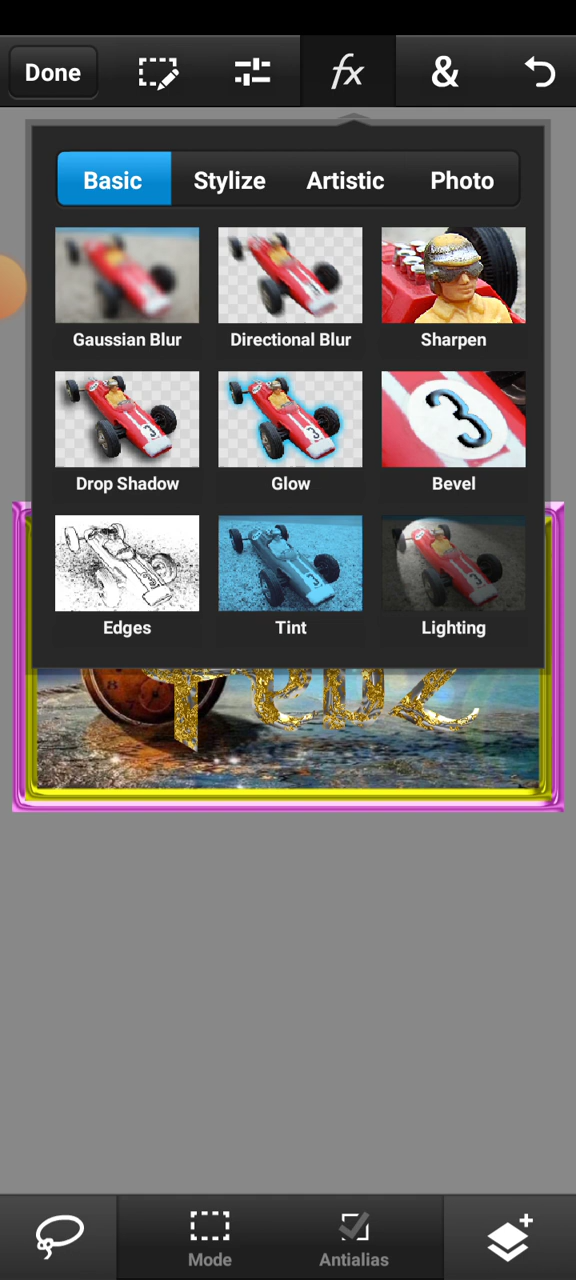 Done fx &
Basic Stylize Artistic Photo
Gaussian Blur Directional Blur Sharpen
Drop Shadow Glow Bevel
Edges Tint Lighting
Mode Antialias